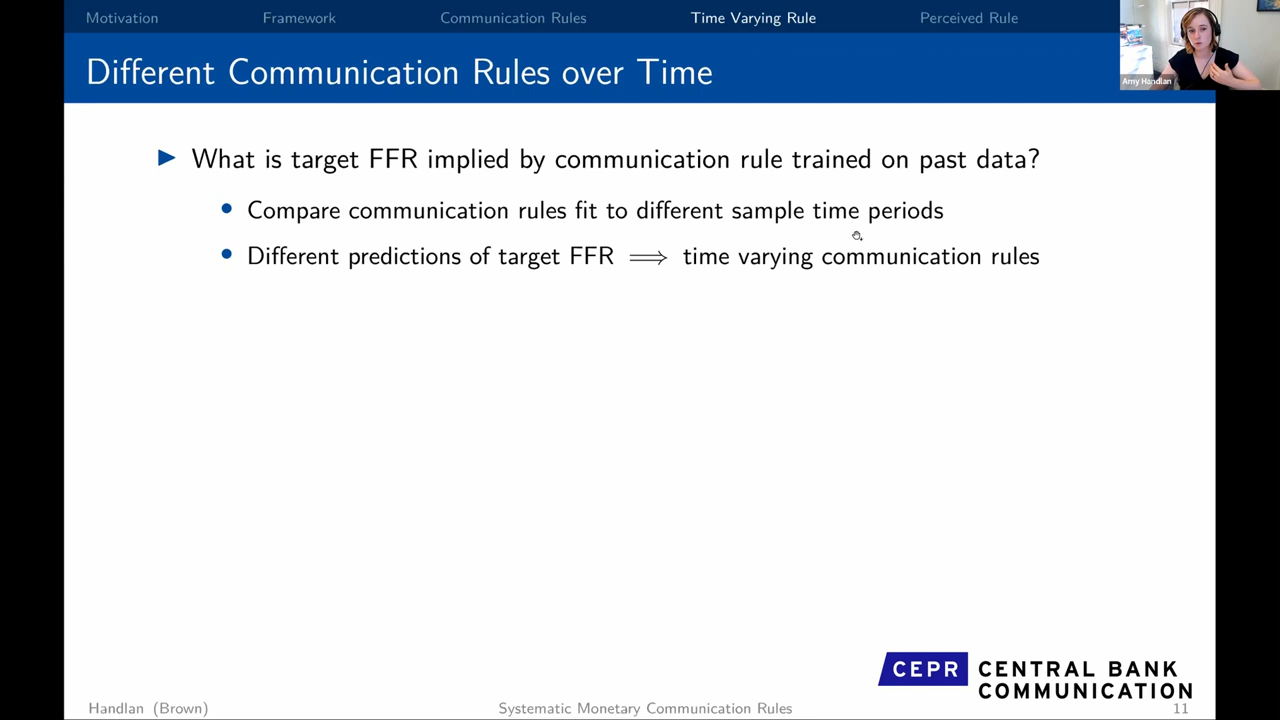 Motivation Framework Communication Rules Time Varying Rule Perceived Rule
Amy Handlan
Different Communication Rules over Time
▶ What is target FFR implied by communication rule trained on past data?
• Compare communication rules fit to different sample time periods
• Different predictions of target FFR ⟹ time varying communication rules
CEPR CENTRAL BANK
COMMUNICATION
Handlan (Brown) Systematic Monetary Communication Rules 11